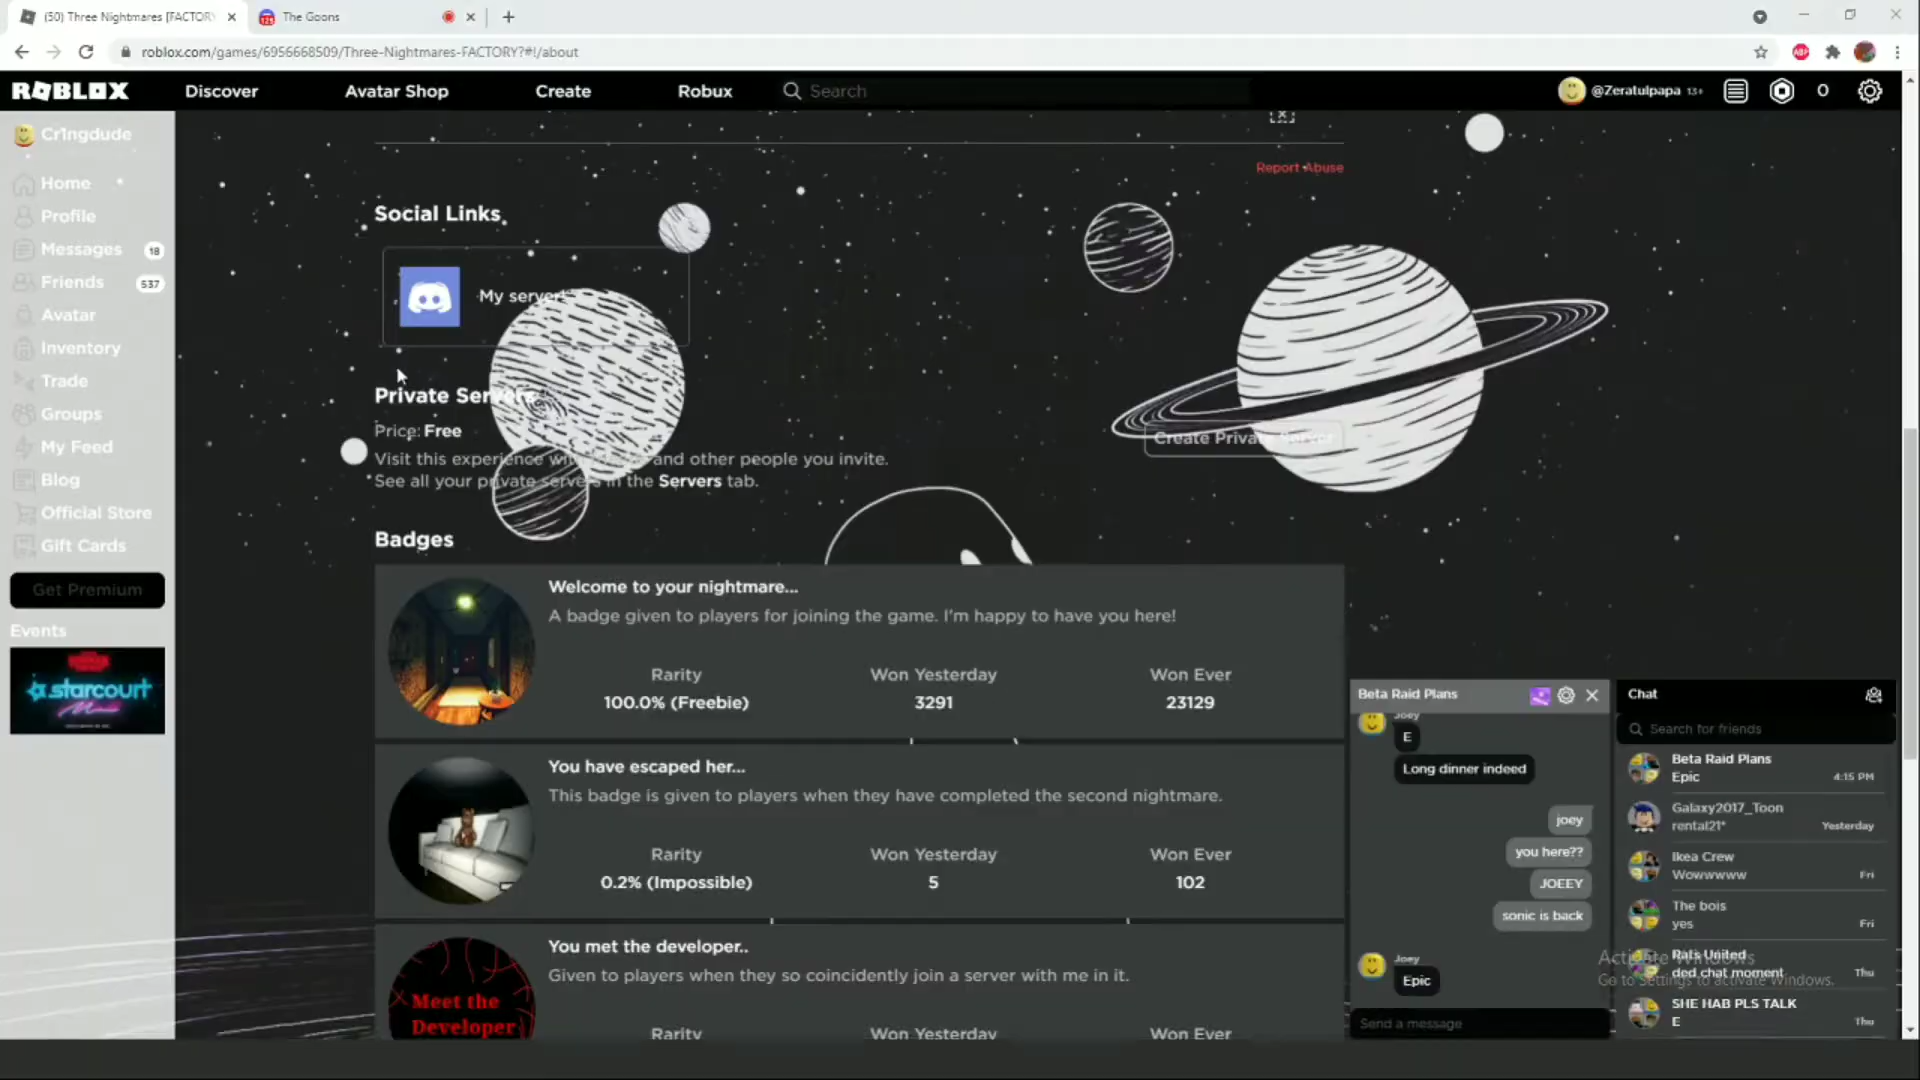 (50) Three Nightmares [FACTORY
The Goons
roblox.com/games/6956668509/Three-Nightmares-FACTORY?#!/about
ABP
ROBLOX
Discover
Avatar Shop
Create
Robux
Search
@Zeratulpapa 13+
0
Cr1ngdude
Home
Profile
Messages 18
Friends 537
Avatar
Inventory
Trade
Groups
My Feed
Blog
Official Store
Gift Cards
Get Premium
Events
starcourt
Report Abuse
Social Links
My server!
Private Servers
Price: Free
Visit this experience with and other people you invite.
See all your private servers in the Servers tab.
Create Private Server
Badges
Welcome to your nightmare...
A badge given to players for joining the game. I'm happy to have you here!
Rarity Won Yesterday Won Ever
100.0% (Freebie) 3291 23129
You have escaped her...
This badge is given to players when they have completed the second nightmare.
Rarity Won Yesterday Won Ever
0.2% (Impossible) 5 102
You met the developer..
Given to players when they so coincidently join a server with me in it.
Meet the
Developer
Rarity Won Yesterday Won Ever
Beta Raid Plans
Joey
E
Long dinner indeed
joey
you here??
JOEEY
sonic is back
Joey
Epic
Send a message
Chat
Search for friends
Beta Raid Plans
Epic 4:15 PM
Galaxy2017_Toon
rental21* Yesterday
Ikea Crew
Wowwwww Fri
The bois
yes Fri
Rats United
ded chat moment Thu
SHE HAB PLS TALK
E Thu
Activate Windows
Go to Settings to activate Windows.